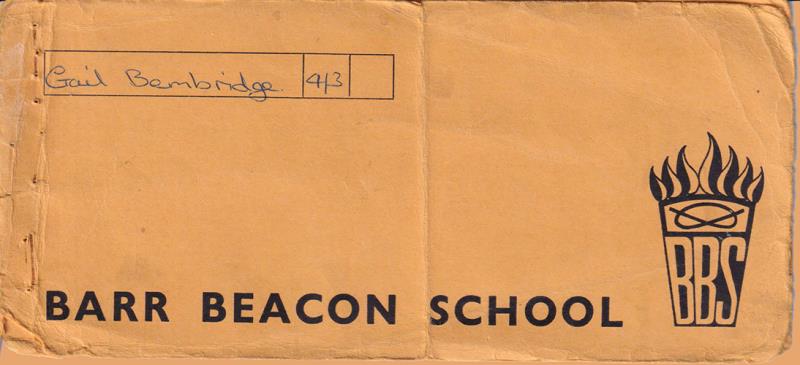 Gail Bembridge. 4/3
BBS
BARR BEACON SCHOOL